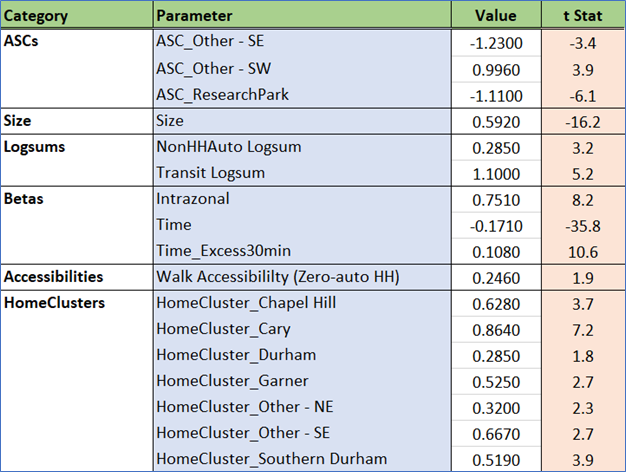 Category Parameter Value t Stat
ASCs ASC_Other - SE -1.2300 -3.4
ASC_Other - SW 0.9960 3.9
ASC_ResearchPark -1.1100 -6.1
Size Size 0.5920 -16.2
Logsums NonHHAuto Logsum 0.2850 3.2
Transit Logsum 1.1000 5.2
Betas Intrazonal 0.7510 8.2
Time -0.1710 -35.8
Time_Excess30min 0.1080 10.6
Accessibilities Walk Accessibililty (Zero-auto HH) 0.2460 1.9
HomeClusters HomeCluster_Chapel Hill 0.6280 3.7
HomeCluster_Cary 0.8640 7.2
HomeCluster_Durham 0.2850 1.8
HomeCluster_Garner 0.5250 2.7
HomeCluster_Other - NE 0.3200 2.3
HomeCluster_Other - SE 0.6670 2.7
HomeCluster_Southern Durham 0.5190 3.9